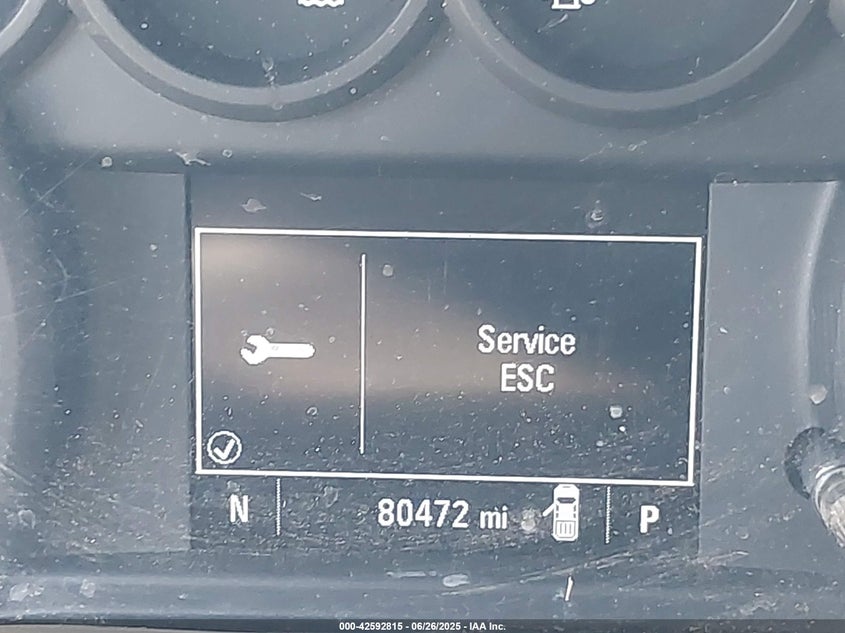 Service
ESC
N 80472 mi P
000-42592815 - 06/26/2025 - IAA Inc.